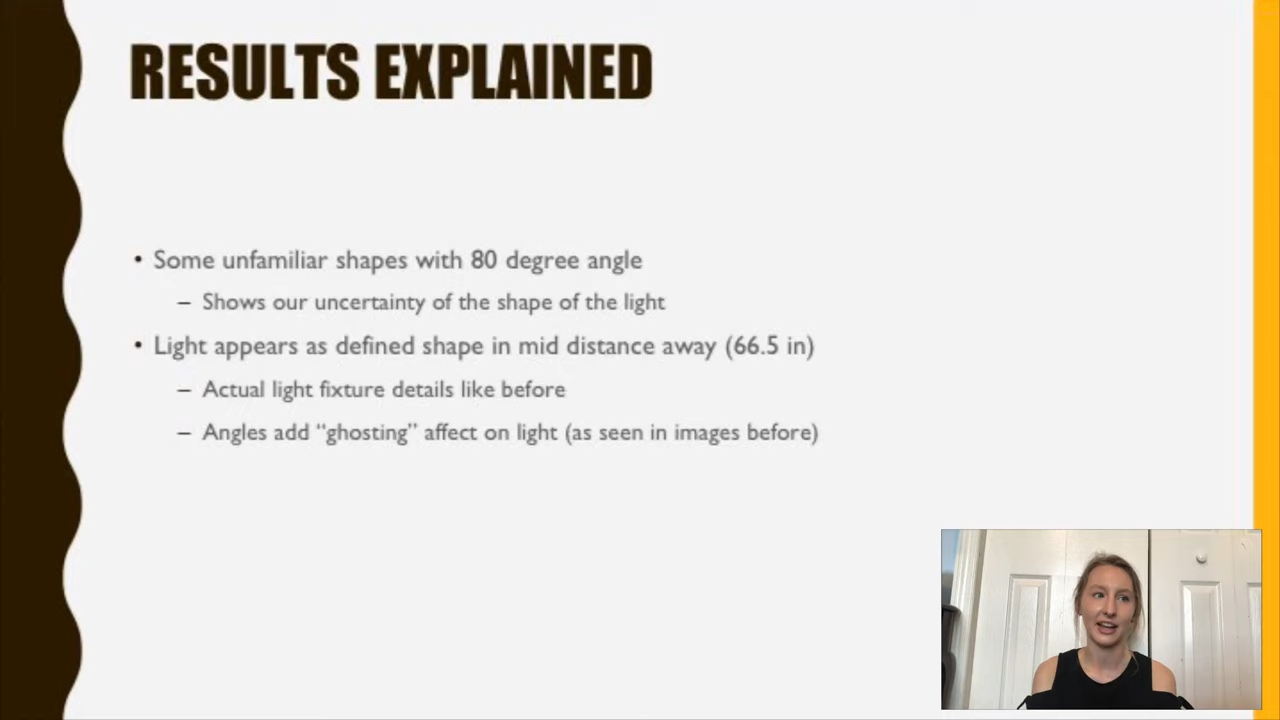 RESULTS EXPLAINED
• Some unfamiliar shapes with 80 degree angle
– Shows our uncertainty of the shape of the light
• Light appears as defined shape in mid distance away (66.5 in)
– Actual light fixture details like before
– Angles add “ghosting” affect on light (as seen in images before)